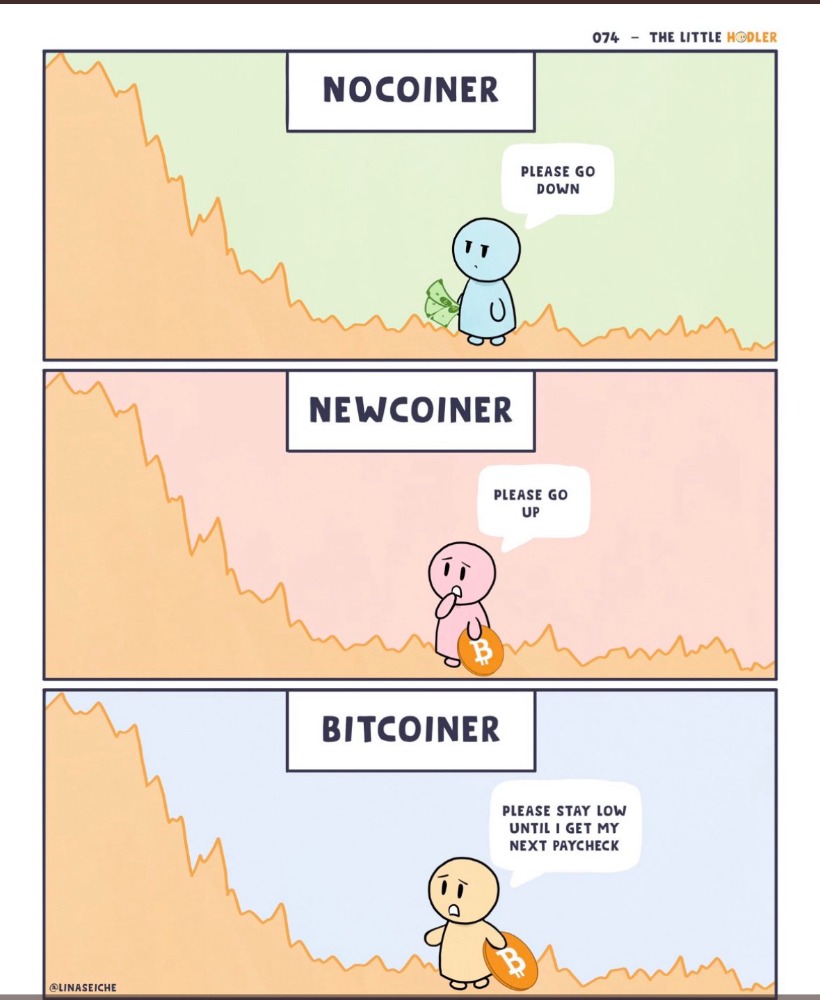 074 – THE LITTLE HODLER
NOCOINER
PLEASE GO
DOWN
NEWCOINER
PLEASE GO
UP
BITCOINER
PLEASE STAY LOW
UNTIL I GET MY
NEXT PAYCHECK
@LINASEICHE